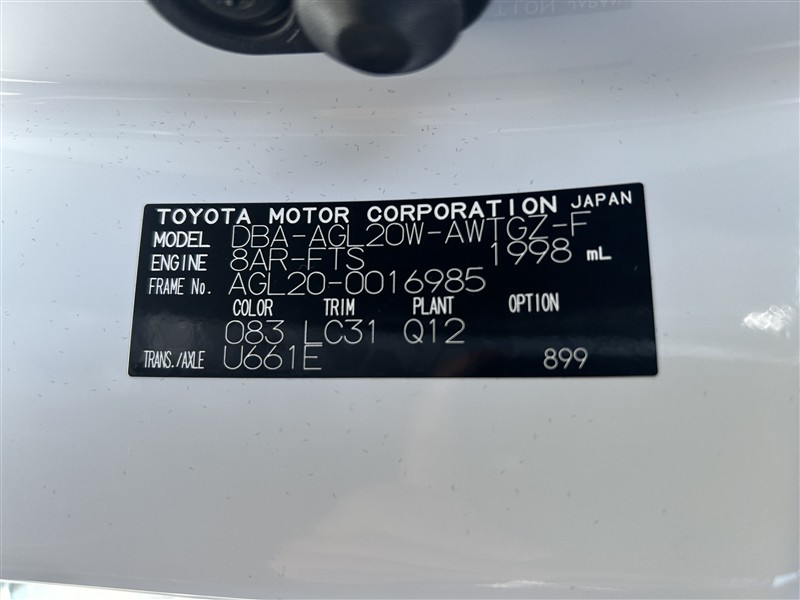 TOYOTA MOTOR CORPORATION JAPAN
MODEL DBA-AGL20W-AWTGZ-F
ENGINE 8AR-FTS 1998 mL
FRAME No. AGL20-0016985
COLOR TRIM PLANT OPTION
083 LC31 Q12
TRANS./AXLE U661E 899